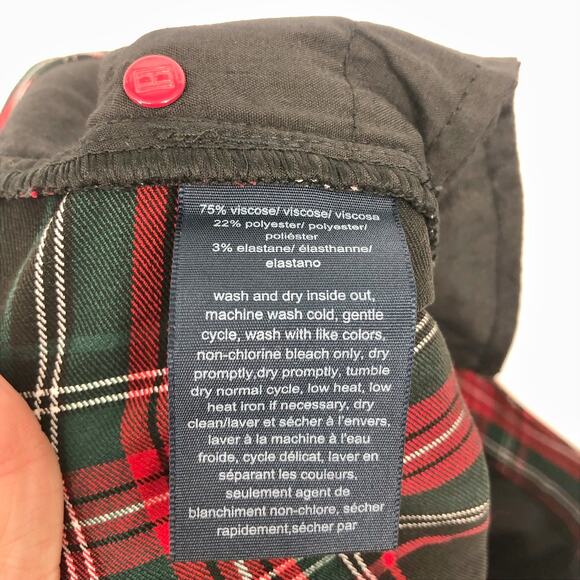 75% viscose/ viscose/ viscosa
22% polyester/ polyester/
poliéster
3% elastane/ élasthanne/
elastano
wash and dry inside out,
machine wash cold, gentle
cycle, wash with like colors,
non-chlorine bleach only, dry
promptly,dry promptly, tumble
dry normal cycle, low heat, low
heat iron if necessary, dry
clean/laver et sécher à l'envers,
laver à la machine à l'eau
froide, cycle délicat, laver en
séparant les couleurs,
seulement agent de
blanchiment non-chlore, sécher
rapidement,sécher par